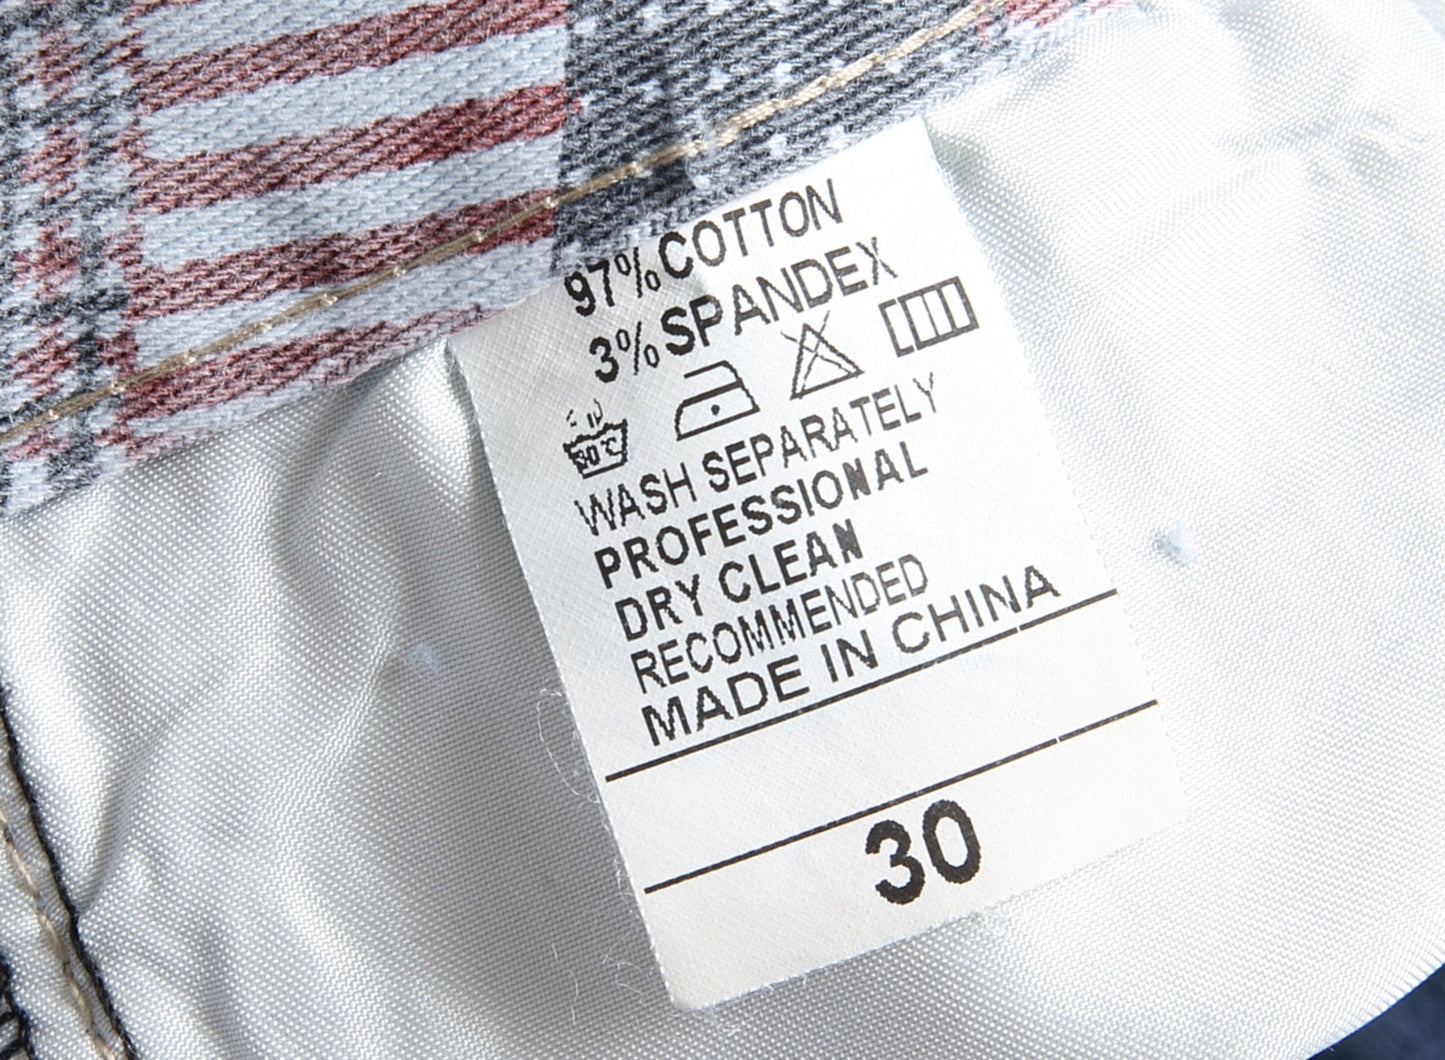 97% COTTON
3% SPANDEX
30°C
WASH SEPARATELY
PROFESSIONAL
DRY CLEAN
RECOMMENDED
MADE IN CHINA
30